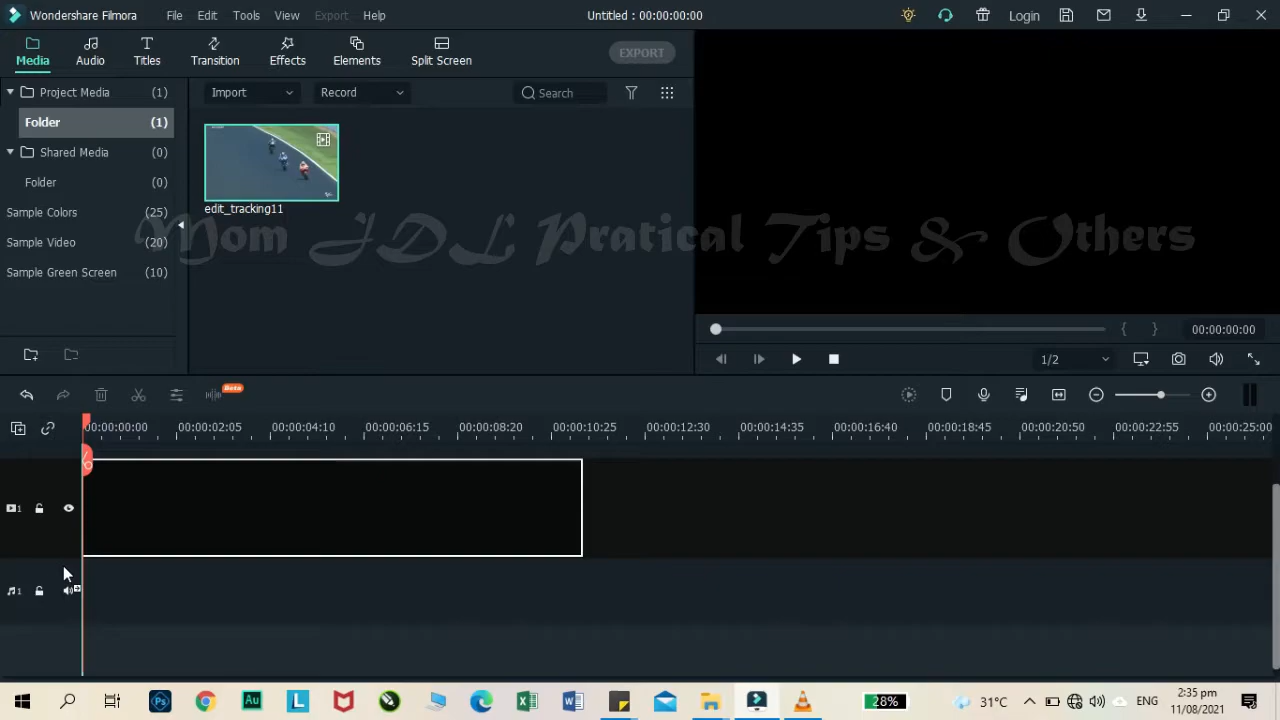 Wondershare Filmora File Edit Tools View Export Help Untitled : 00:00:00:00 Login
Media Audio Titles Transition Effects Elements Split Screen EXPORT
Project Media (1) Import Record Search
Folder (1)
Shared Media (0)
Folder (0)
edit_tracking11
Sample Colors (25)
Mom JDL Pratical Tips & Others
Sample Video (20)
Sample Green Screen (10)
{ } 00:00:00:00
1/2
Beta
00:00:00:00 00:00:02:05 00:00:04:10 00:00:06:15 00:00:08:20 00:00:10:25 00:00:12:30 00:00:14:35 00:00:16:40 00:00:18:45 00:00:20:50 00:00:22:55 00:00:25:00
1
1
Ps Au L 28% 31°C ENG 2:35 pm
11/08/2021